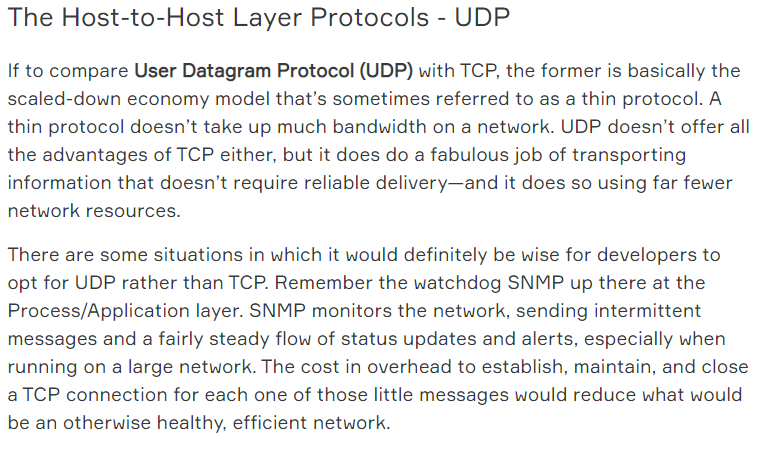 The Host-to-Host Layer Protocols - UDP
If to compare User Datagram Protocol (UDP) with TCP, the former is basically the
scaled-down economy model that's sometimes referred to as a thin protocol. A
thin protocol doesn't take up much bandwidth on a network. UDP doesn't offer all
the advantages of TCP either, but it does do a fabulous job of transporting
information that doesn't require reliable delivery—and it does so using far fewer
network resources.
There are some situations in which it would definitely be wise for developers to
opt for UDP rather than TCP. Remember the watchdog SNMP up there at the
Process/Application layer. SNMP monitors the network, sending intermittent
messages and a fairly steady flow of status updates and alerts, especially when
running on a large network. The cost in overhead to establish, maintain, and close
a TCP connection for each one of those little messages would reduce what would
be an otherwise healthy, efficient network.